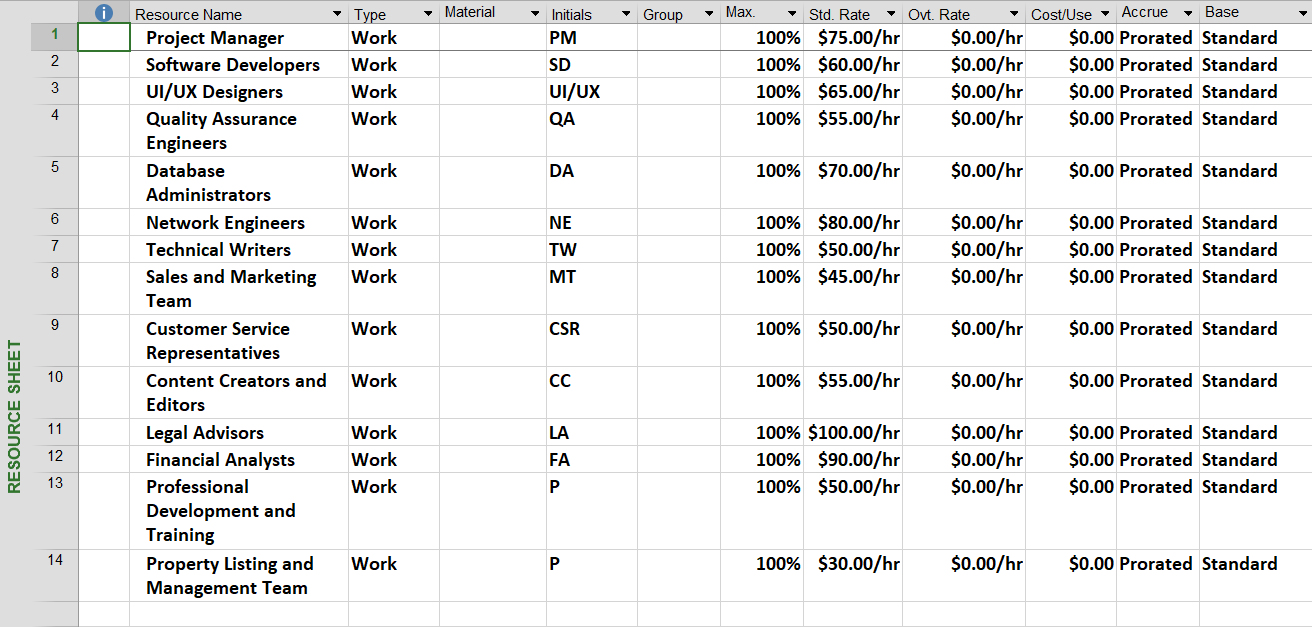 Resource Name Type Material Initials Group Max. Std. Rate Ovt. Rate Cost/Use Accrue Base
1 Project Manager Work PM 100% $75.00/hr $0.00/hr $0.00 Prorated Standard
2 Software Developers Work SD 100% $60.00/hr $0.00/hr $0.00 Prorated Standard
3 UI/UX Designers Work UI/UX 100% $65.00/hr $0.00/hr $0.00 Prorated Standard
4 Quality Assurance Work QA 100% $55.00/hr $0.00/hr $0.00 Prorated Standard
Engineers
5 Database Work DA 100% $70.00/hr $0.00/hr $0.00 Prorated Standard
Administrators
6 Network Engineers Work NE 100% $80.00/hr $0.00/hr $0.00 Prorated Standard
7 Technical Writers Work TW 100% $50.00/hr $0.00/hr $0.00 Prorated Standard
8 Sales and Marketing Work MT 100% $45.00/hr $0.00/hr $0.00 Prorated Standard
Team
9 Customer Service Work CSR 100% $50.00/hr $0.00/hr $0.00 Prorated Standard
Representatives
10 Content Creators and Work CC 100% $55.00/hr $0.00/hr $0.00 Prorated Standard
Editors
11 Legal Advisors Work LA 100% $100.00/hr $0.00/hr $0.00 Prorated Standard
12 Financial Analysts Work FA 100% $90.00/hr $0.00/hr $0.00 Prorated Standard
13 Professional Work P 100% $50.00/hr $0.00/hr $0.00 Prorated Standard
Development and
Training
14 Property Listing and Work P 100% $30.00/hr $0.00/hr $0.00 Prorated Standard
Management Team
RESOURCE SHEET